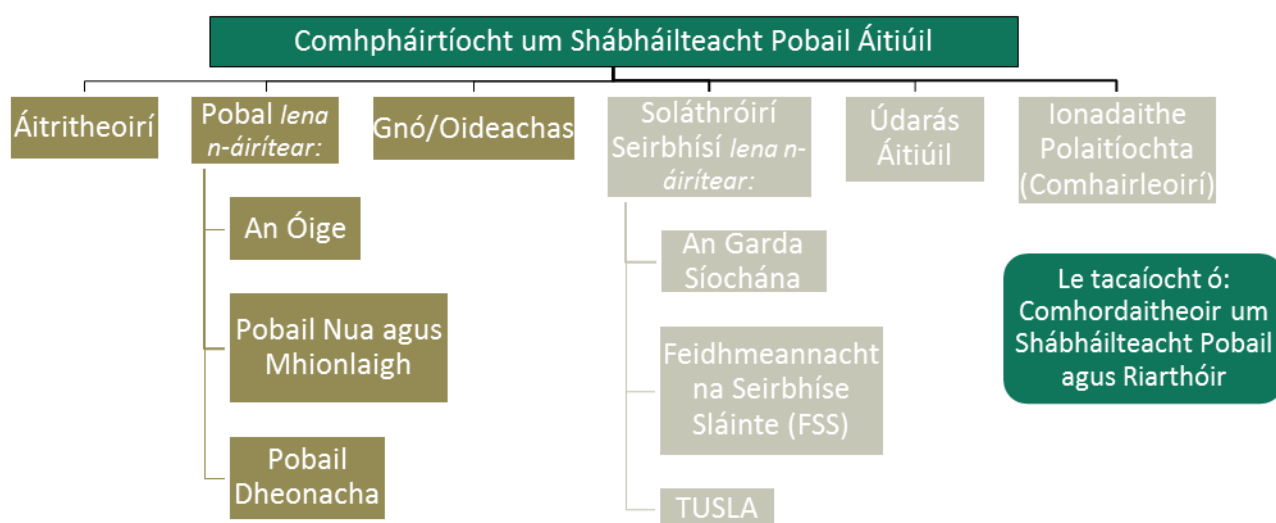 Comhpháirtíocht um Shábháilteacht Pobail Áitiúil
Áitritheoirí
Pobal lena
n-áirítear:
An Óige
Pobail Nua agus
Mhionlaigh
Pobail
Dheonacha
Gnó/Oideachas
Soláthróirí
Seirbhísí lena n-
áirítear:
An Garda
Síochána
Feidhmeannacht
na Seirbhíse
Sláinte (FSS)
TUSLA
Údarás
Áitiúil
Ionadaithe
Polaitíochta
(Comhairleoirí)
Le tacaíocht ó:
Comhordaitheoir um
Shábháilteacht Pobail
agus Riarthóir